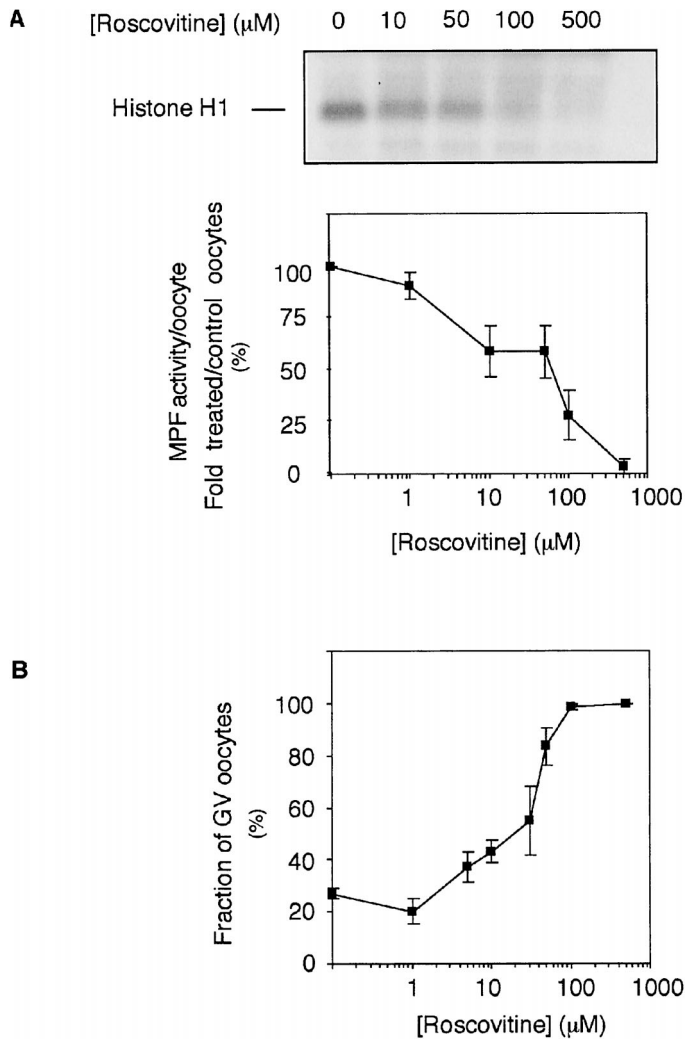 A
[Roscovitine] (μM) 0 10 50 100 500
Histone H1
MPF activity/oocyte
Fold treated/control oocytes
(%)
100
75
50
25
0
1 10 100 1000
[Roscovitine] (μM)
B
Fraction of GV oocytes
(%)
100
80
60
40
20
0
1 10 100 1000
[Roscovitine] (μM)